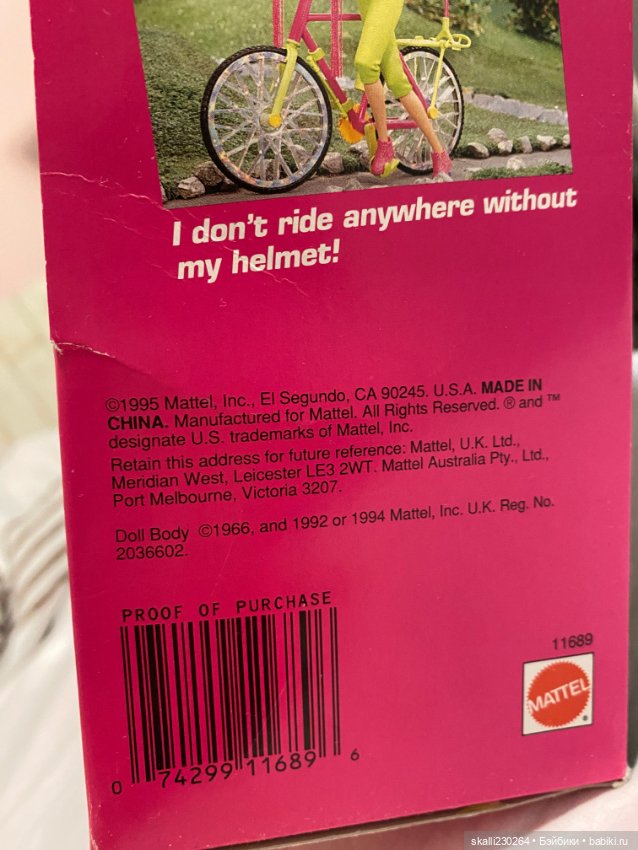 I don't ride anywhere without
my helmet!
©1995 Mattel, Inc., El Segundo, CA 90245. U.S.A. MADE IN
CHINA. Manufactured for Mattel. All Rights Reserved. ® and ™
designate U.S. trademarks of Mattel, Inc.
Retain this address for future reference: Mattel, U.K. Ltd.,
Meridian West, Leicester LE3 2WT. Mattel Australia Pty., Ltd.,
Port Melbourne, Victoria 3207.
Doll Body ©1966, and 1992 or 1994 Mattel, Inc. U.K. Reg. No.
2036602.
PROOF OF PURCHASE
0 74299 11689 6
11689
MATTEL®
skalli230264 • Бэйбики • babiki.ru